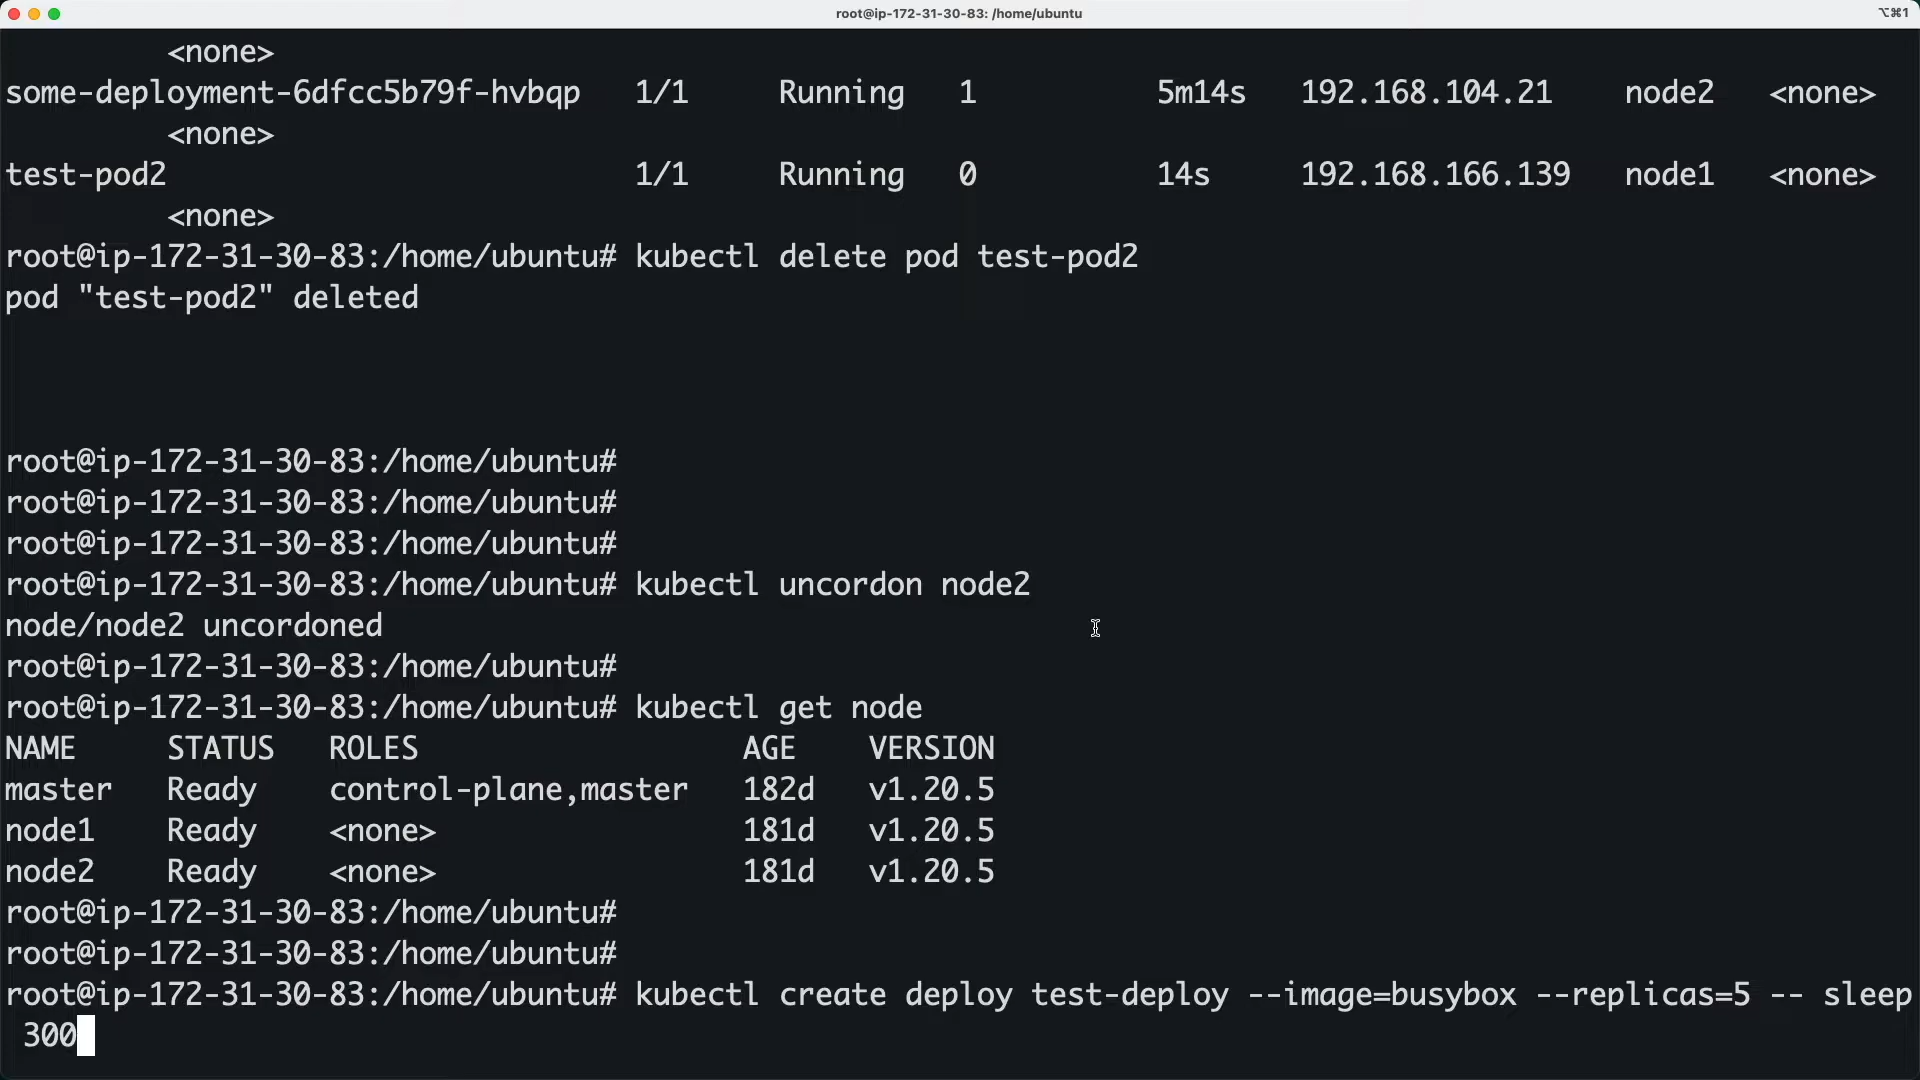 root@ip-172-31-30-83: /home/ubuntu
⌥⌘1
<none>
some-deployment-6dfcc5b79f-hvbqp   1/1     Running   1          5m14s   192.168.104.21    node2   <none>
<none>
test-pod2                          1/1     Running   0          14s     192.168.166.139   node1   <none>
<none>
root@ip-172-31-30-83:/home/ubuntu# kubectl delete pod test-pod2
pod "test-pod2" deleted
root@ip-172-31-30-83:/home/ubuntu#
root@ip-172-31-30-83:/home/ubuntu#
root@ip-172-31-30-83:/home/ubuntu#
root@ip-172-31-30-83:/home/ubuntu# kubectl uncordon node2
node/node2 uncordoned
root@ip-172-31-30-83:/home/ubuntu#
root@ip-172-31-30-83:/home/ubuntu# kubectl get node
NAME     STATUS   ROLES                  AGE    VERSION
master   Ready    control-plane,master   182d   v1.20.5
node1    Ready    <none>                 181d   v1.20.5
node2    Ready    <none>                 181d   v1.20.5
root@ip-172-31-30-83:/home/ubuntu#
root@ip-172-31-30-83:/home/ubuntu#
root@ip-172-31-30-83:/home/ubuntu# kubectl create deploy test-deploy --image=busybox --replicas=5 -- sleep
300